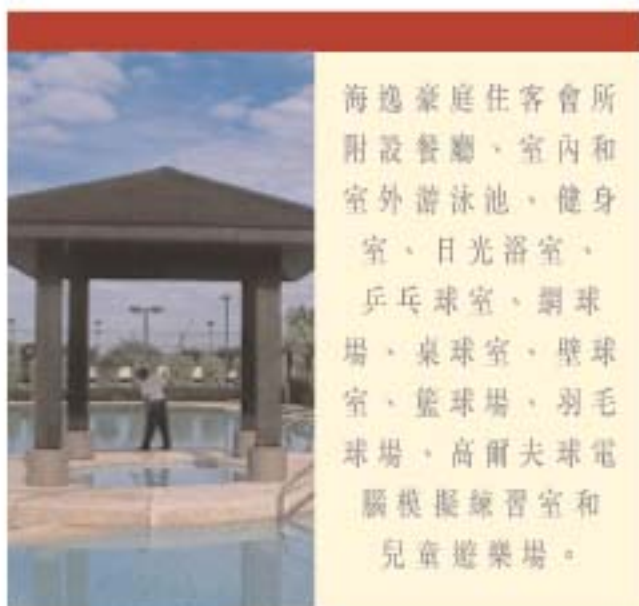 海逸豪庭住客會所
附設餐廳、室內和
室外游泳池、健身
室、日光浴室、
乒乓球室、網球
場、桌球室、壁球
室、籃球場、羽毛
球場、高爾夫球電
腦模擬練習室和
兒童遊樂場。